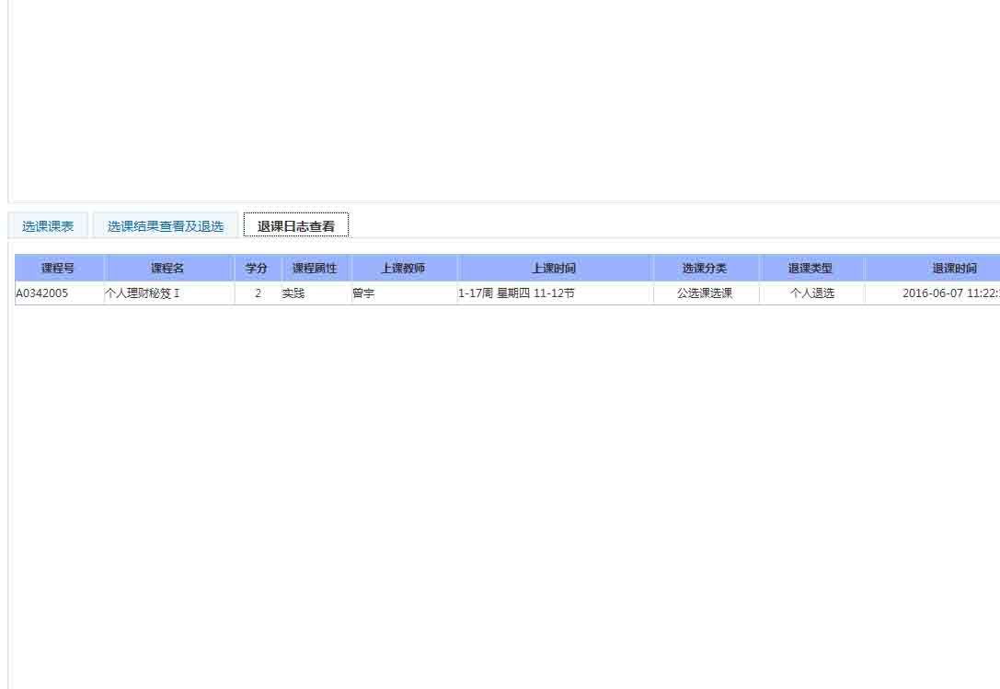 选课课表 选课结果查看及退选 退课日志查看
课程号 课程名 学分 课程属性 上课教师 上课时间 选课分类 退课类型 退课时间
A0342005 个人理财秘笈 I 2 实践 曾宇 1-17周 星期四 11-12节 公选课选课 个人退选 2016-06-07 11:22: